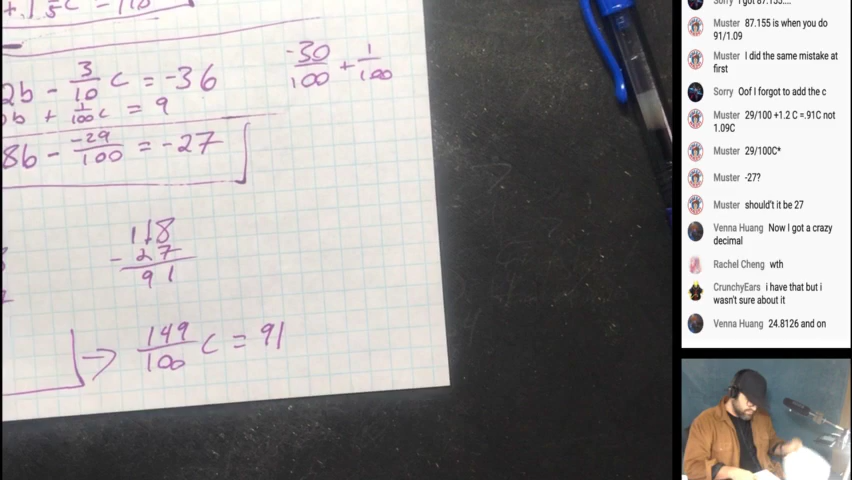 2b - 3/10 C = -36
b + 1/100 C = 9
8b - -29/100 = -27
-30/100 + 1/100
118
- 27
91
→ 149/100 C = 91
Sorry I got 87.155....
Muster 87.155 is when you do
91/1.09
Muster I did the same mistake at
first
Sorry Oof I forgot to add the c
Muster 29/100 +1.2 C =.91C not
1.09C
Muster 29/100C*
Muster -27?
Muster should't it be 27
Venna Huang Now I got a crazy
decimal
Rachel Cheng wth
CrunchyEars i have that but i
wasn't sure about it
Venna Huang 24.8126 and on